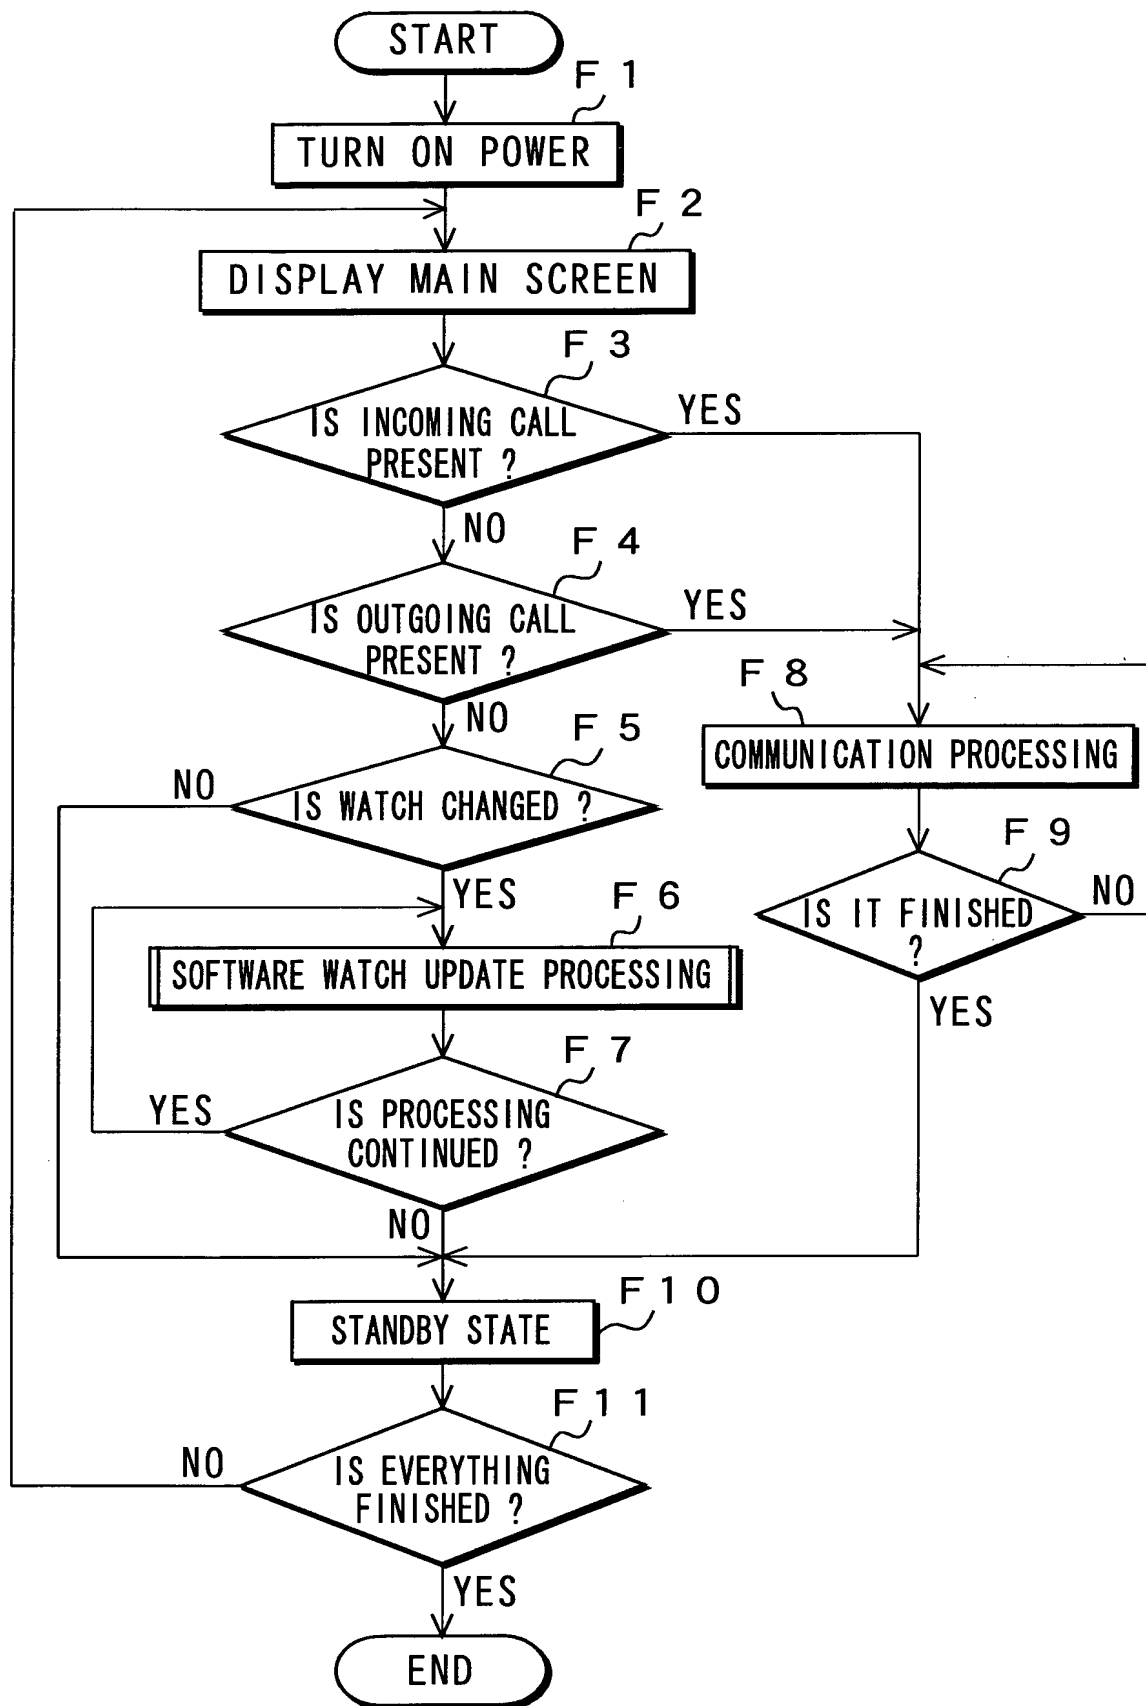 START
F 1
TURN ON POWER
F 2
DISPLAY MAIN SCREEN
F 3
IS INCOMING CALL
PRESENT ?
YES
NO
F 4
IS OUTGOING CALL
PRESENT ?
YES
NO
F 8
COMMUNICATION PROCESSING
F 5
NO
IS WATCH CHANGED ?
YES
F 9
IS IT FINISHED
?
NO
YES
F 6
SOFTWARE WATCH UPDATE PROCESSING
F 7
YES
IS PROCESSING
CONTINUED ?
NO
F 1 0
STANDBY STATE
F 1 1
NO
IS EVERYTHING
FINISHED ?
YES
END